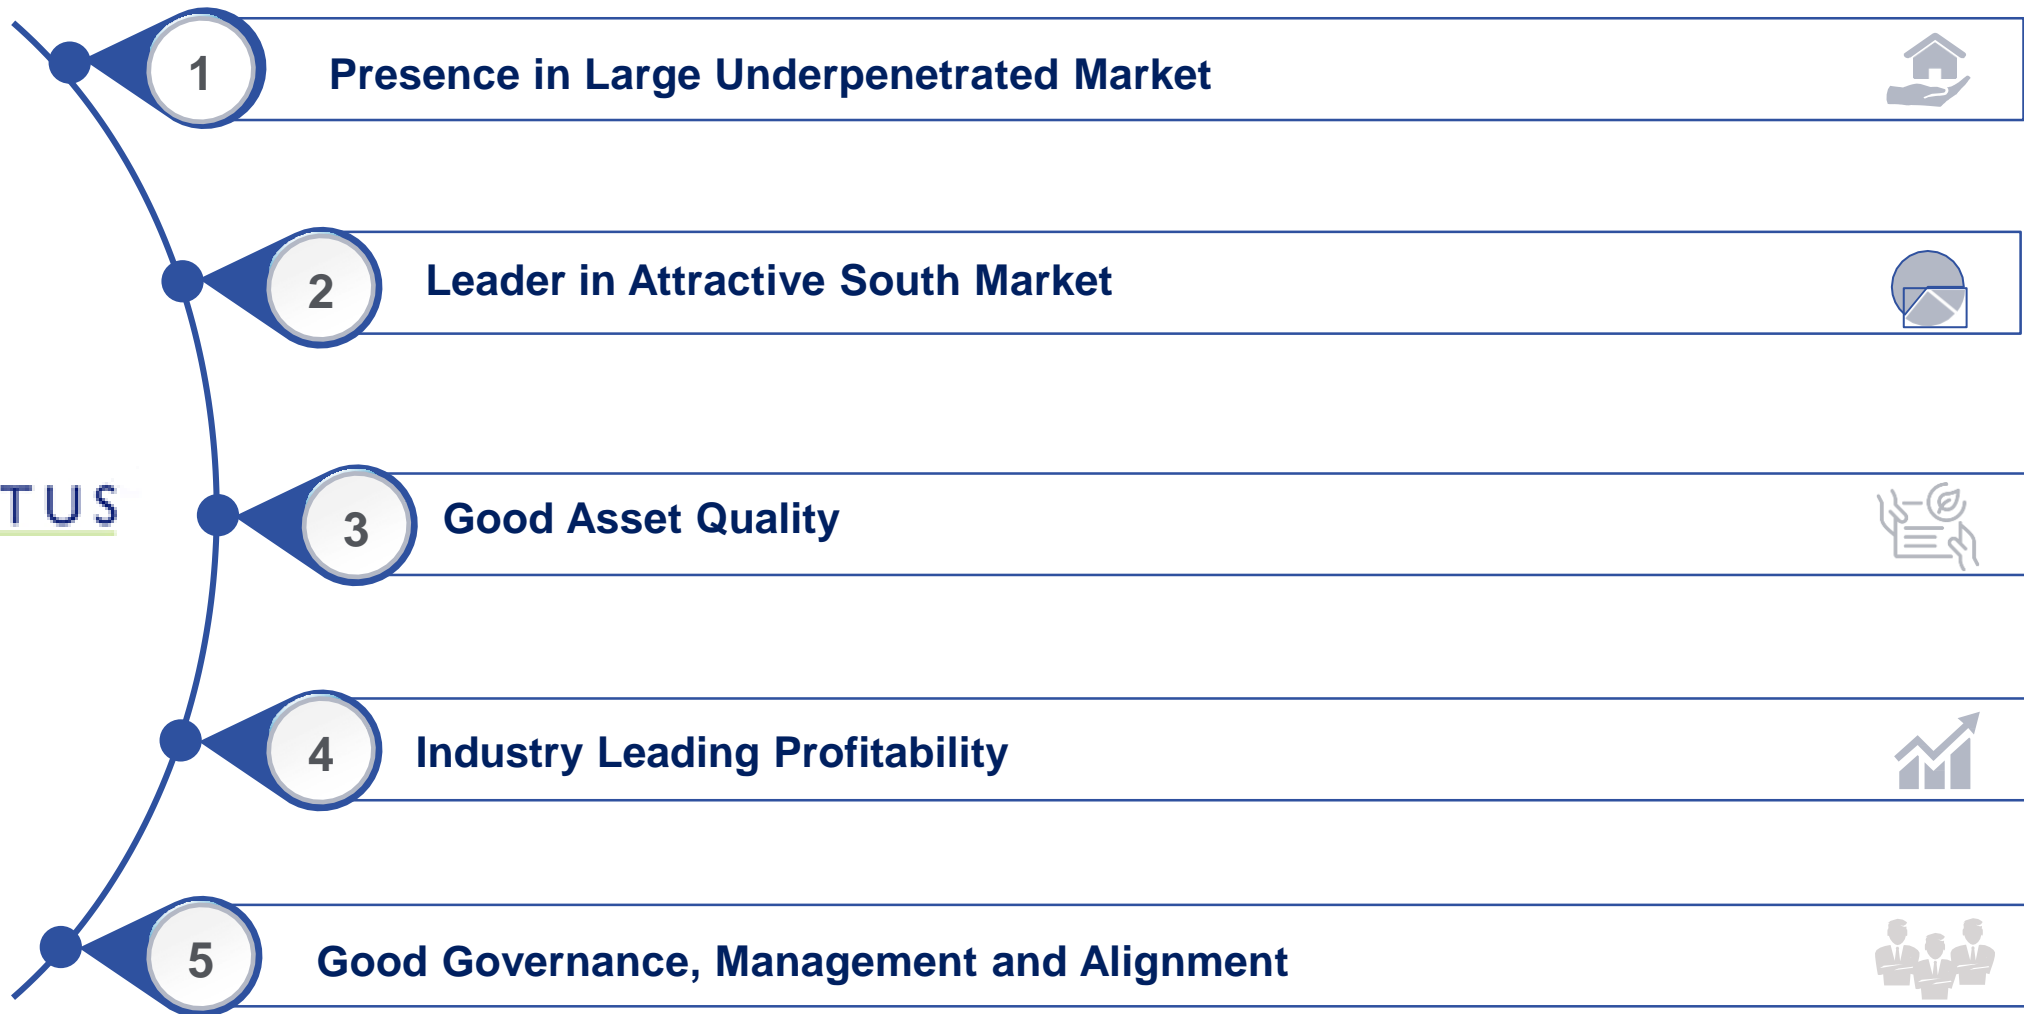 1
Presence in Large Underpenetrated Market
2
Leader in Attractive South Market
TUS
3
Good Asset Quality
4
Industry Leading Profitability
5
Good Governance, Management and Alignment